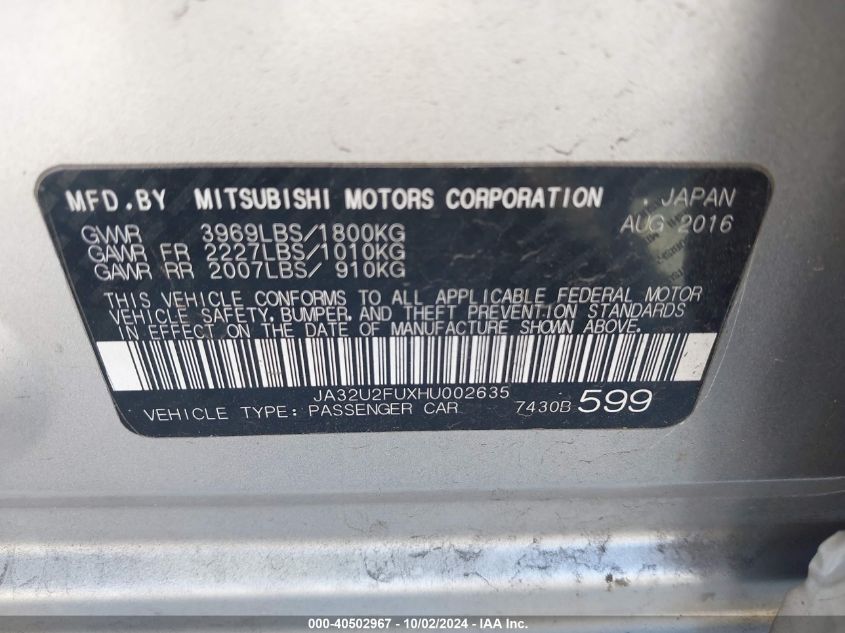 MFD.BY MITSUBISHI MOTORS CORPORATION . JAPAN
AUG 2016
GVWR 3969LBS/1800KG
GAWR FR 2227LBS/1010KG
GAWR RR 2007LBS/ 910KG
THIS VEHICLE CONFORMS TO ALL APPLICABLE FEDERAL MOTOR
VEHICLE SAFETY, BUMPER, AND THEFT PREVENTION STANDARDS
IN EFFECT ON THE DATE OF MANUFACTURE SHOWN ABOVE.
JA32U2FUXHU002635
VEHICLE TYPE: PASSENGER CAR 7430B 599
000-40502967 - 10/02/2024 - IAA, Inc.